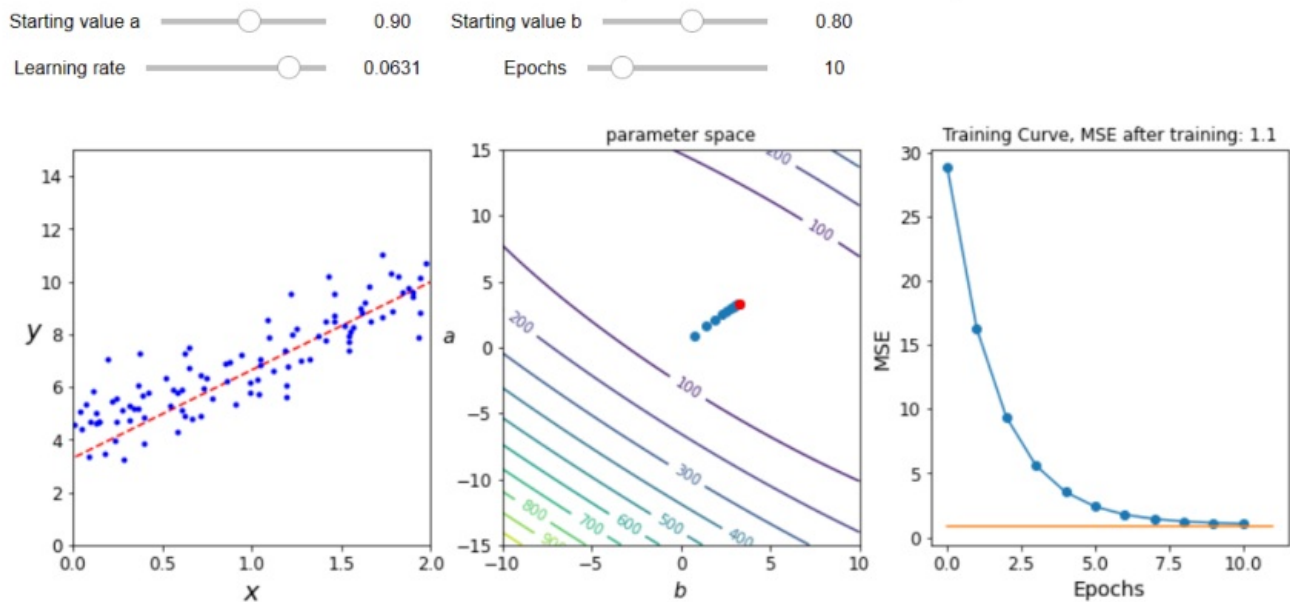 Starting value a 0.90 Starting value b 0.80
Learning rate 0.0631 Epochs 10
parameter space
Training Curve, MSE after training: 1.1
14
12
10
8
6
4
2
0
y
0.0 0.5 1.0 1.5 2.0
x
15
10
5
0
−5
−10
−15
a
200
100
200
100
300
400
500
600
700
800
900
−10 −5 0 5 10
b
30
25
20
15
10
5
0
MSE
0.0 2.5 5.0 7.5 10.0
Epochs